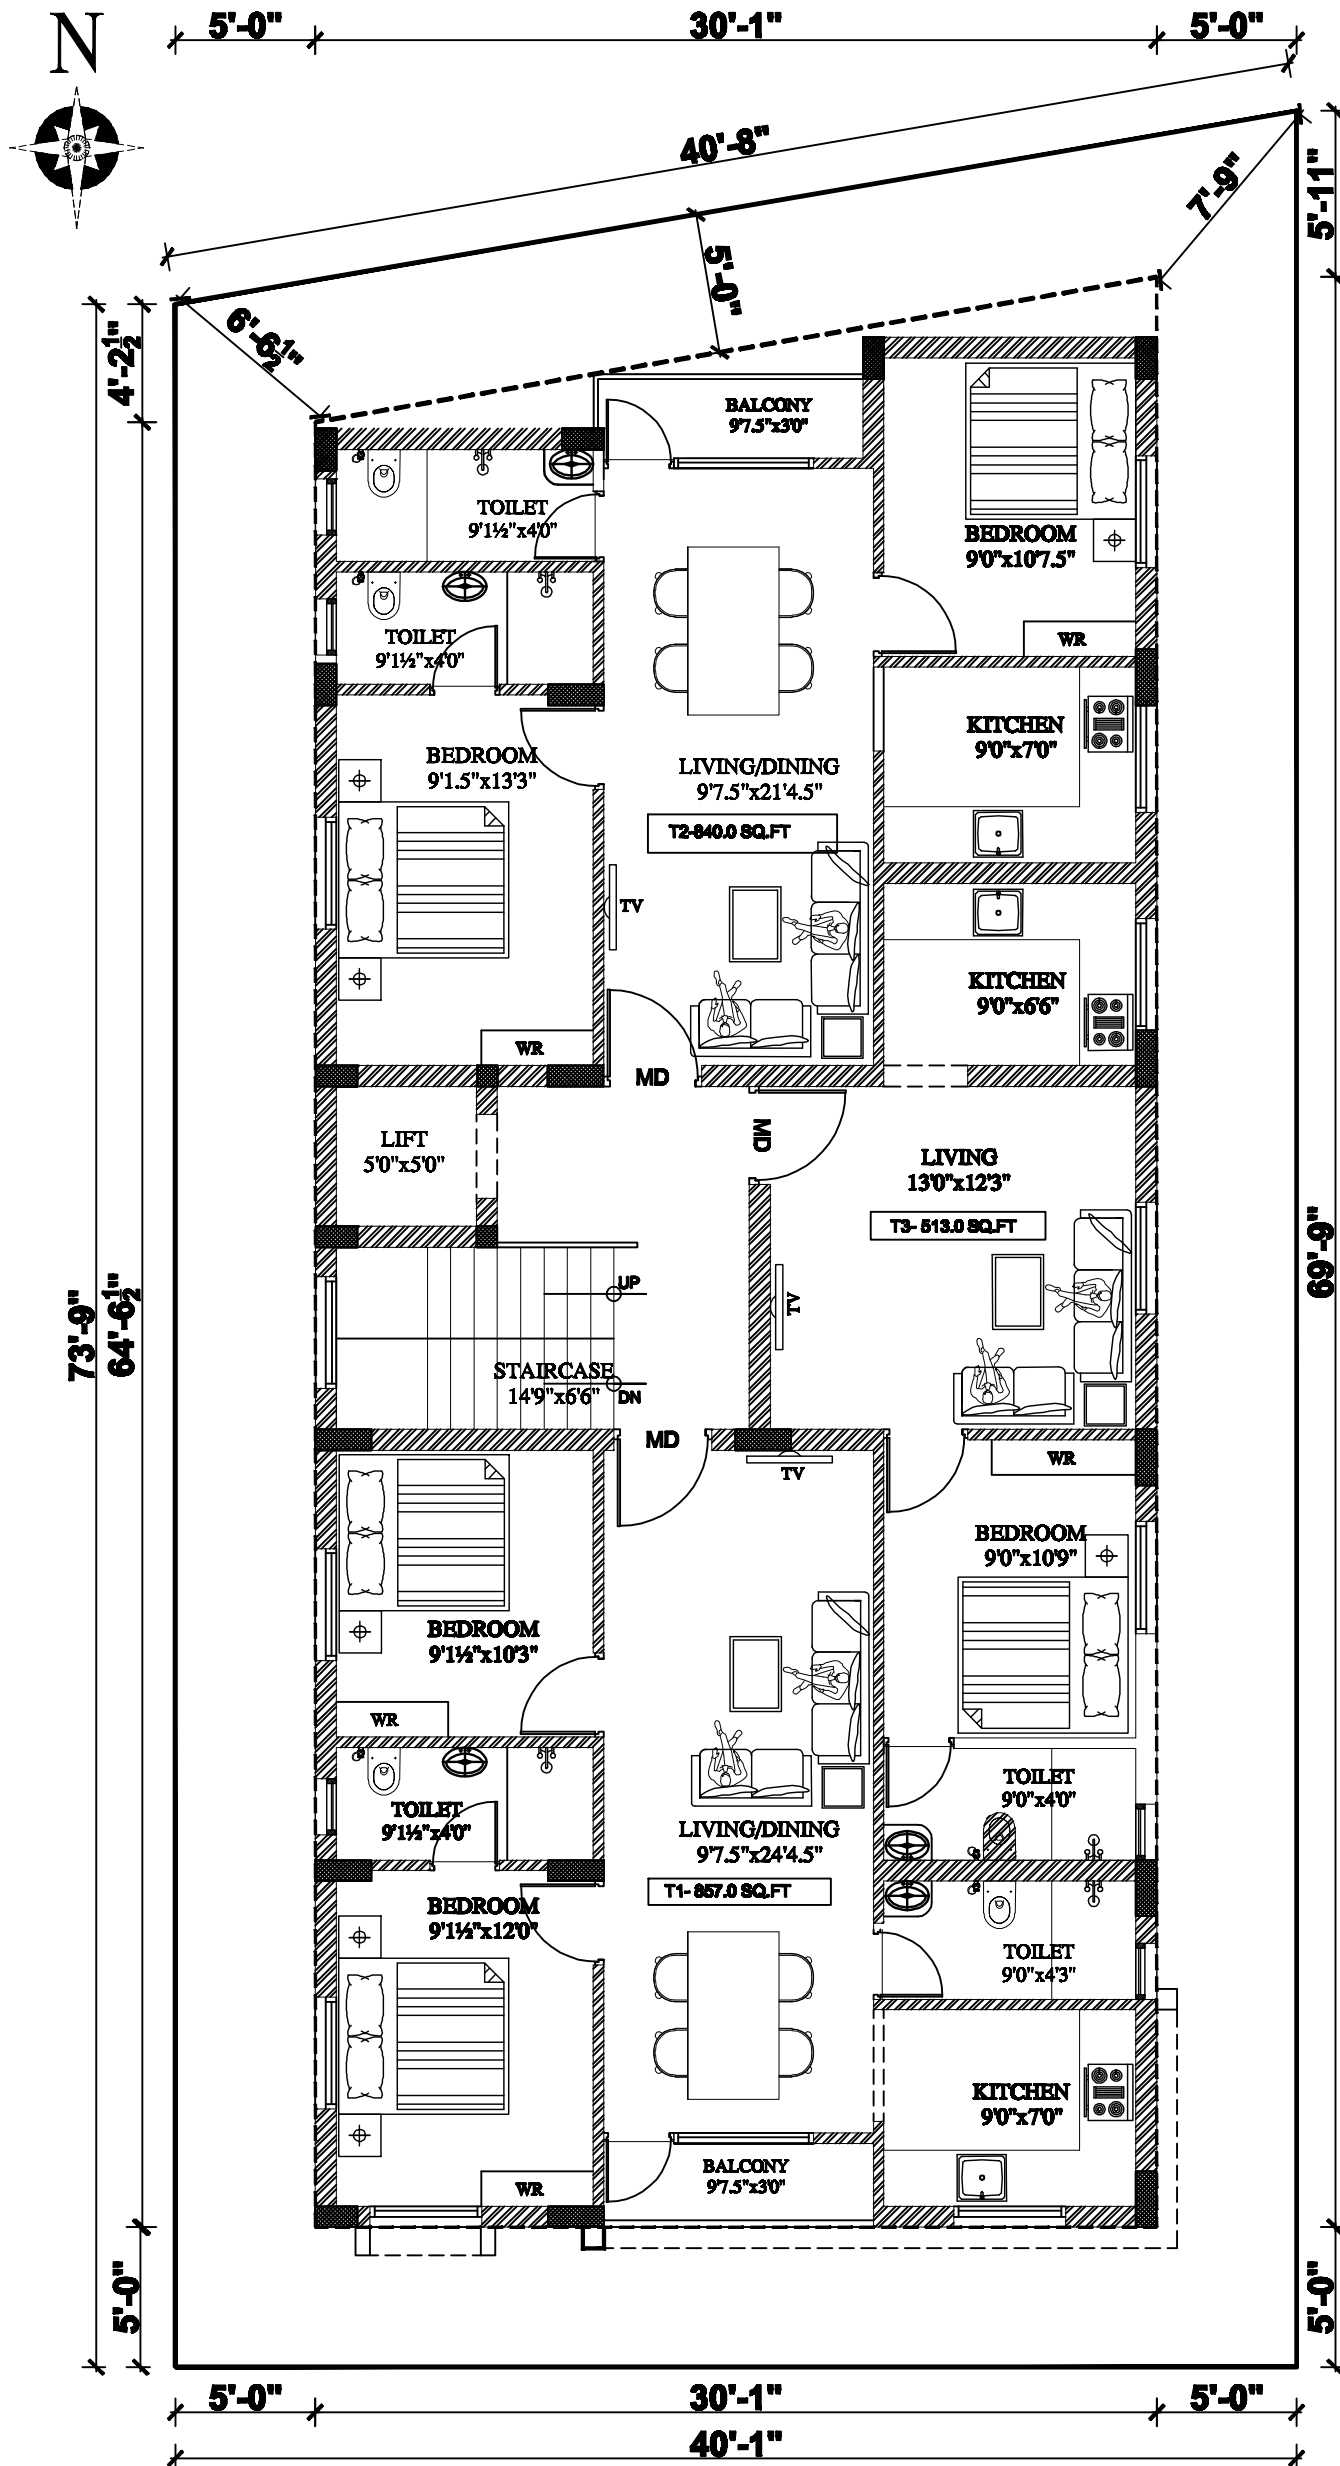 N
5'-0"
30'-1"
5'-0"
40'-8"
7'-9"
5'-11"
5'-0"
6'-6½"
4'-2½"
BALCONY
9'7.5"x3'0"
TOILET
9'1½"x4'0"
BEDROOM
9'0"x10'7.5"
TOILET
9'1½"x4'0"
WR
BEDROOM
9'1.5"x13'3"
LIVING/DINING
9'7.5"x21'4.5"
KITCHEN
9'0"x7'0"
T2-840.0 SQ.FT
TV
KITCHEN
9'0"x6'6"
WR
MD
LIFT
5'0"x5'0"
MD
LIVING
13'0"x12'3"
T3- 513.0 SQ.FT
73'-9"
64'-6½"
69'-9"
UP
TV
STAIRCASE
14'9"x6'6"
DN
MD
TV
WR
BEDROOM
9'0"x10'9"
BEDROOM
9'1½"x10'3"
WR
TOILET
9'1½"x4'0"
LIVING/DINING
9'7.5"x24'4.5"
TOILET
9'0"x4'0"
T1- 857.0 SQ.FT
BEDROOM
9'1½"x12'0"
TOILET
9'0"x4'3"
KITCHEN
9'0"x7'0"
BALCONY
9'7.5"x3'0"
WR
5'-0"
5'-0"
5'-0"
30'-1"
5'-0"
40'-1"